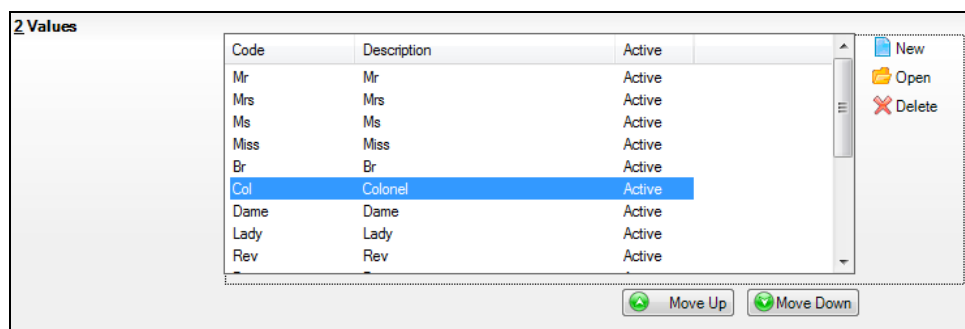 2 Values
Code Description Active
New
Mr Mr Active
Open
Mrs Mrs Active
Delete
Ms Ms Active
Miss Miss Active
Br Br Active
Col Colonel Active
Dame Dame Active
Lady Lady Active
Rev Rev Active
Move Up Move Down